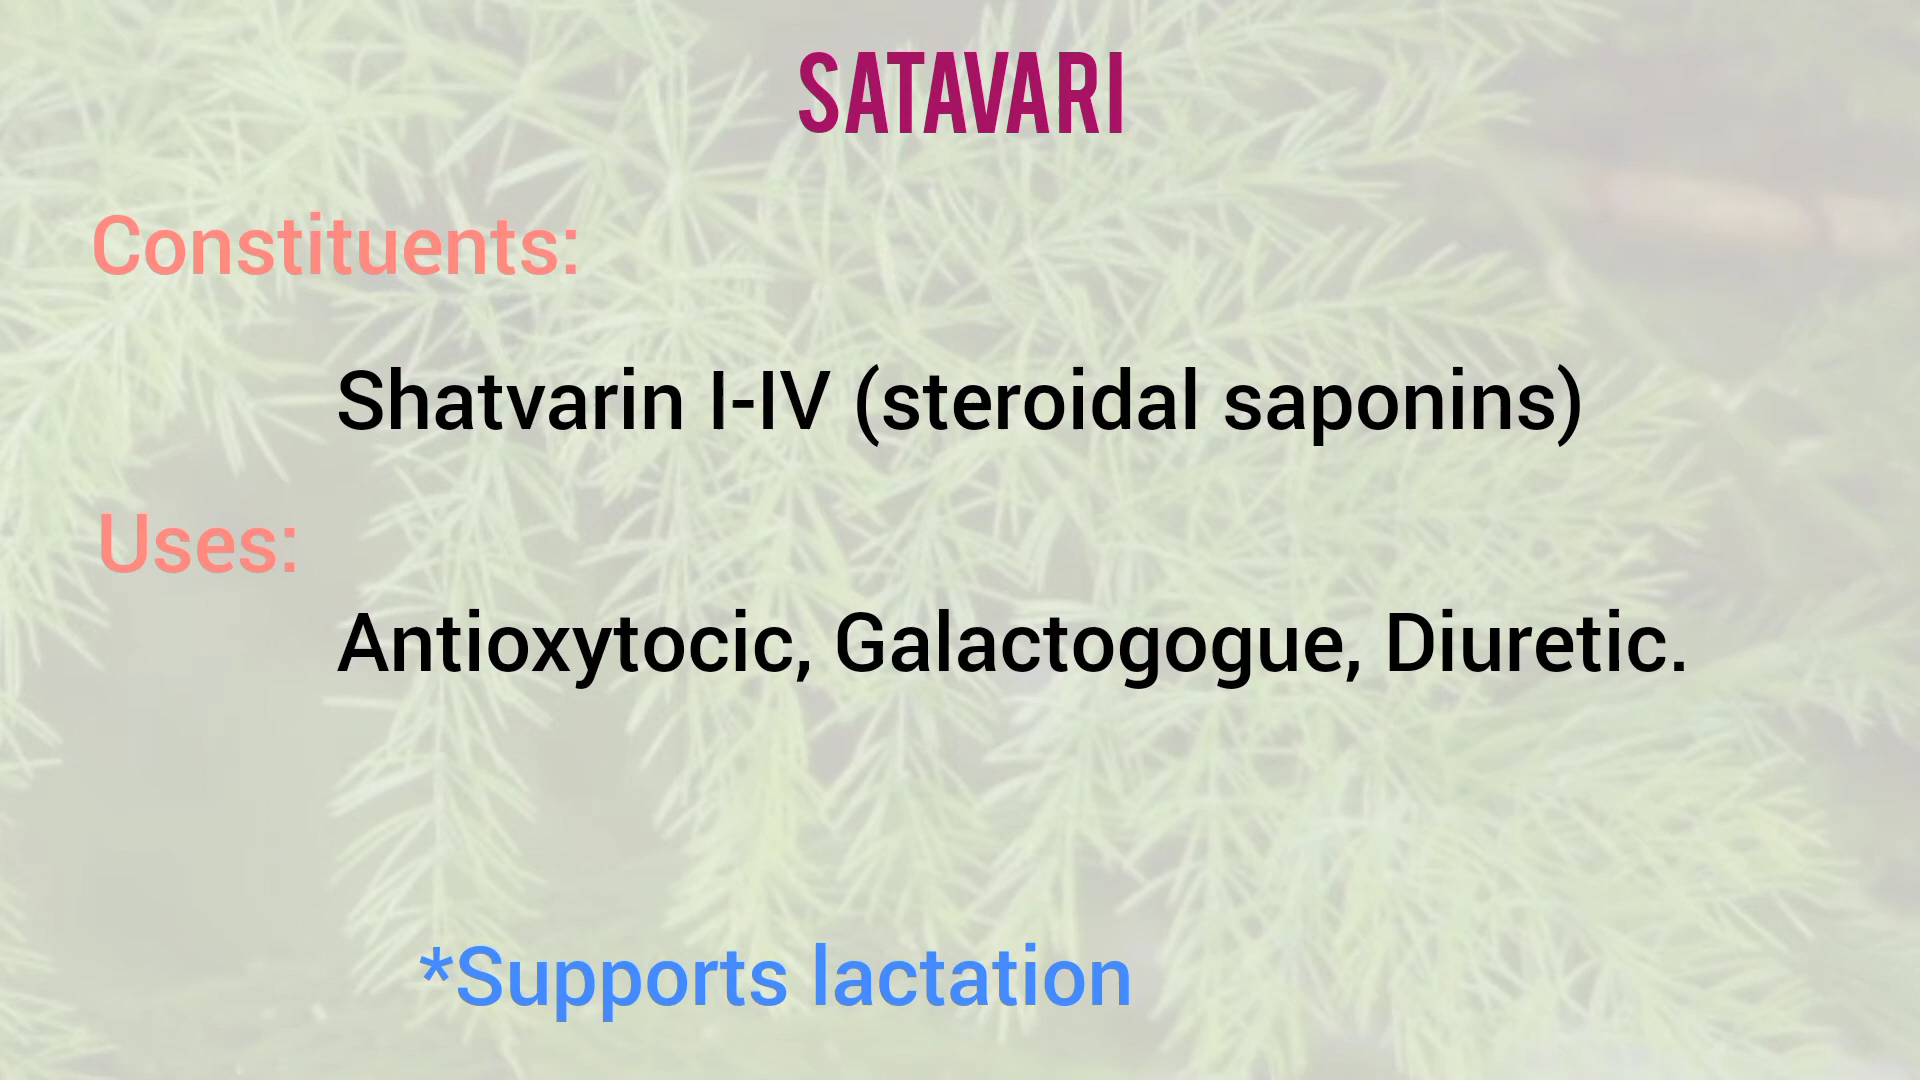 SATAVARI
Constituents:
Shatvarin I-IV (steroidal saponins)
Uses:
Antioxytocic, Galactogogue, Diuretic.
*Supports lactation